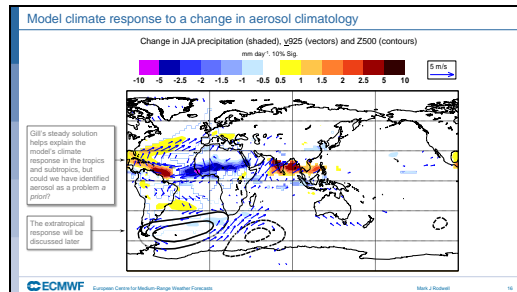 Model climate response to a change in aerosol climatology
Change in JJA precipitation (shaded), v925 (vectors) and Z500 (contours)
mm day⁻¹. 10% Sig.
5 m/s
-10 -5 -2.5 -2 -1.5 -1 -0.5 0.5 1 1.5 2 2.5 5 10
Gill's steady solution
helps explain the
model's climate
response in the tropics
and subtropics, but
could we have identified
aerosol as a problem a
priori?
The extratropical
response will be
discussed later
ECMWF European Centre for Medium-Range Weather Forecasts Mark J Rodwell